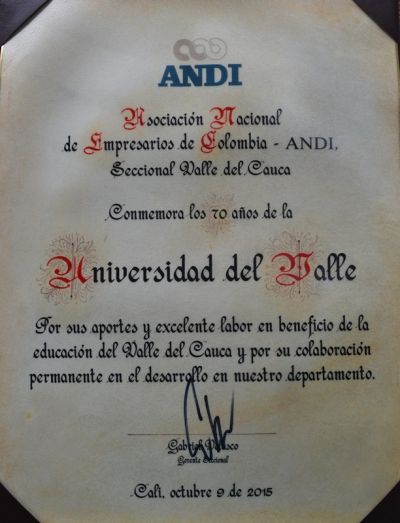 ANDI
Asociación Nacional
de Empresarios de Colombia - ANDI,
Seccional Valle del Cauca
Conmemora los 70 años de la
Universidad del Valle
Por sus aportes y excelente labor en beneficio de la
educación del Valle del Cauca y por su colaboración
permanente en el desarrollo en nuestro departamento.
Gabriel Velasco
Gerente Seccional
Cali, octubre 9 de 2015